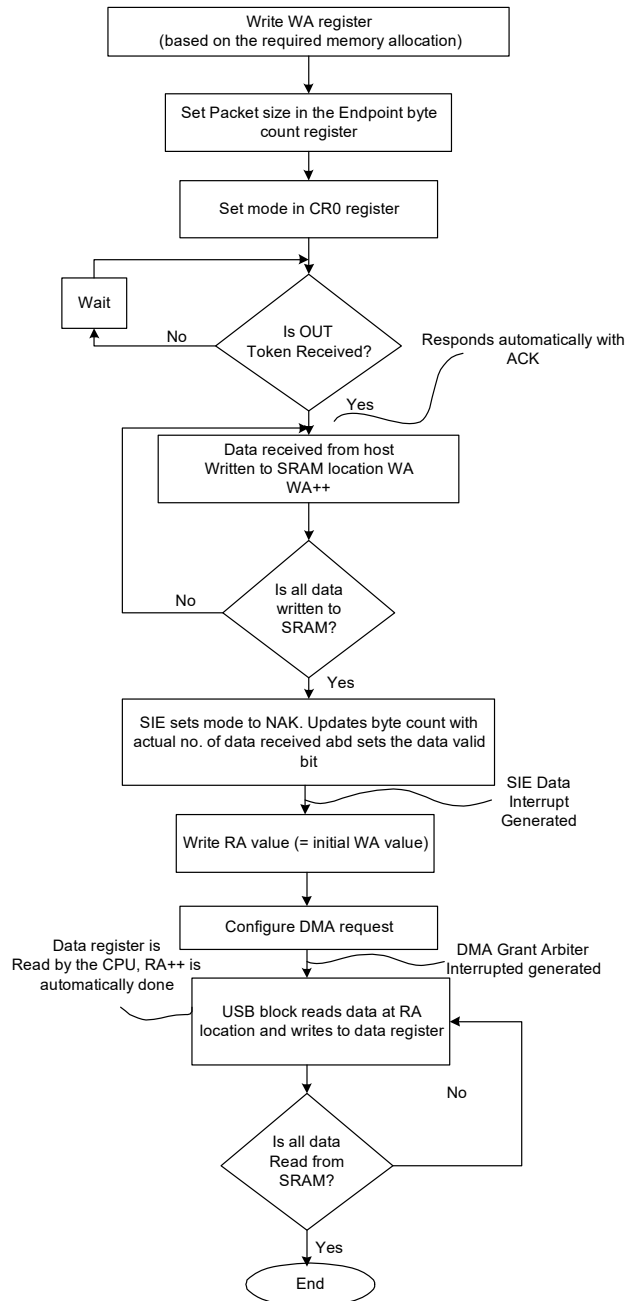 Write WA register
(based on the required memory allocation)
Set Packet size in the Endpoint byte
count register
Set mode in CR0 register
Wait
No
Is OUT
Token Received?
Responds automatically with
ACK
Yes
Data received from host
Written to SRAM location WA
WA++
No
Is all data
written to
SRAM?
Yes
SIE sets mode to NAK. Updates byte count with
actual no. of data received abd sets the data valid
bit
SIE Data
Interrupt
Generated
Write RA value (= initial WA value)
Configure DMA request
Data register is
Read by the CPU, RA++ is
automatically done
DMA Grant Arbiter
Interrupted generated
USB block reads data at RA
location and writes to data register
No
Is all data
Read from
SRAM?
Yes
End